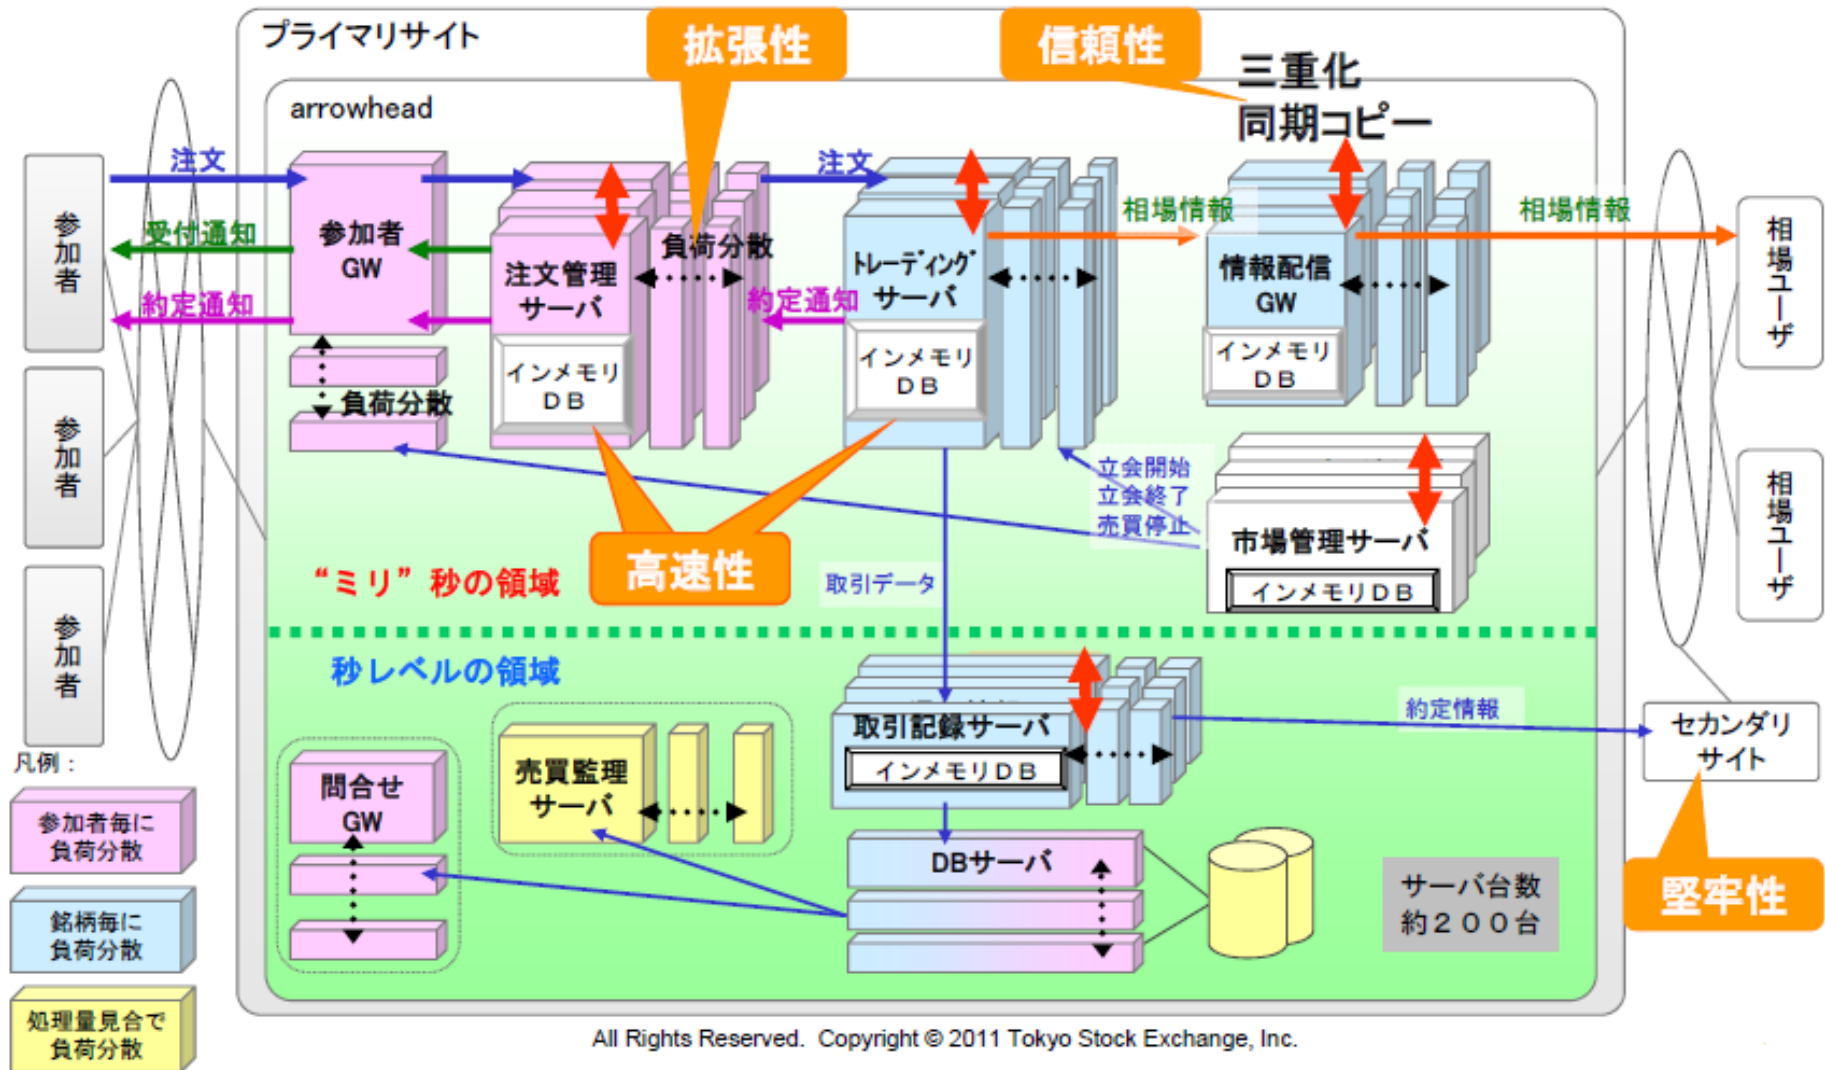 プライマリサイト
拡張性
信頼性
三重化
同期コピー
arrowhead
注文
受付通知
約定通知
参加者
参加者
参加者
参加者
GW
負荷分散
注文管理
サーバ
インメモリ
DB
負荷分散
注文
約定通知
トレーディング
サーバ
インメモリ
DB
相場情報
情報配信
GW
インメモリ
DB
相場情報
相場ユーザ
相場ユーザ
立会開始
立会終了
売買停止
市場管理サーバ
インメモリDB
高速性
“ミリ”秒の領域
取引データ
秒レベルの領域
取引記録サーバ
インメモリDB
約定情報
セカンダリ
サイト
堅牢性
問合せ
GW
売買監理
サーバ
DBサーバ
サーバ台数
約200台
凡例：
参加者毎に
負荷分散
銘柄毎に
負荷分散
処理量見合で
負荷分散
All Rights Reserved. Copyright © 2011 Tokyo Stock Exchange, Inc.